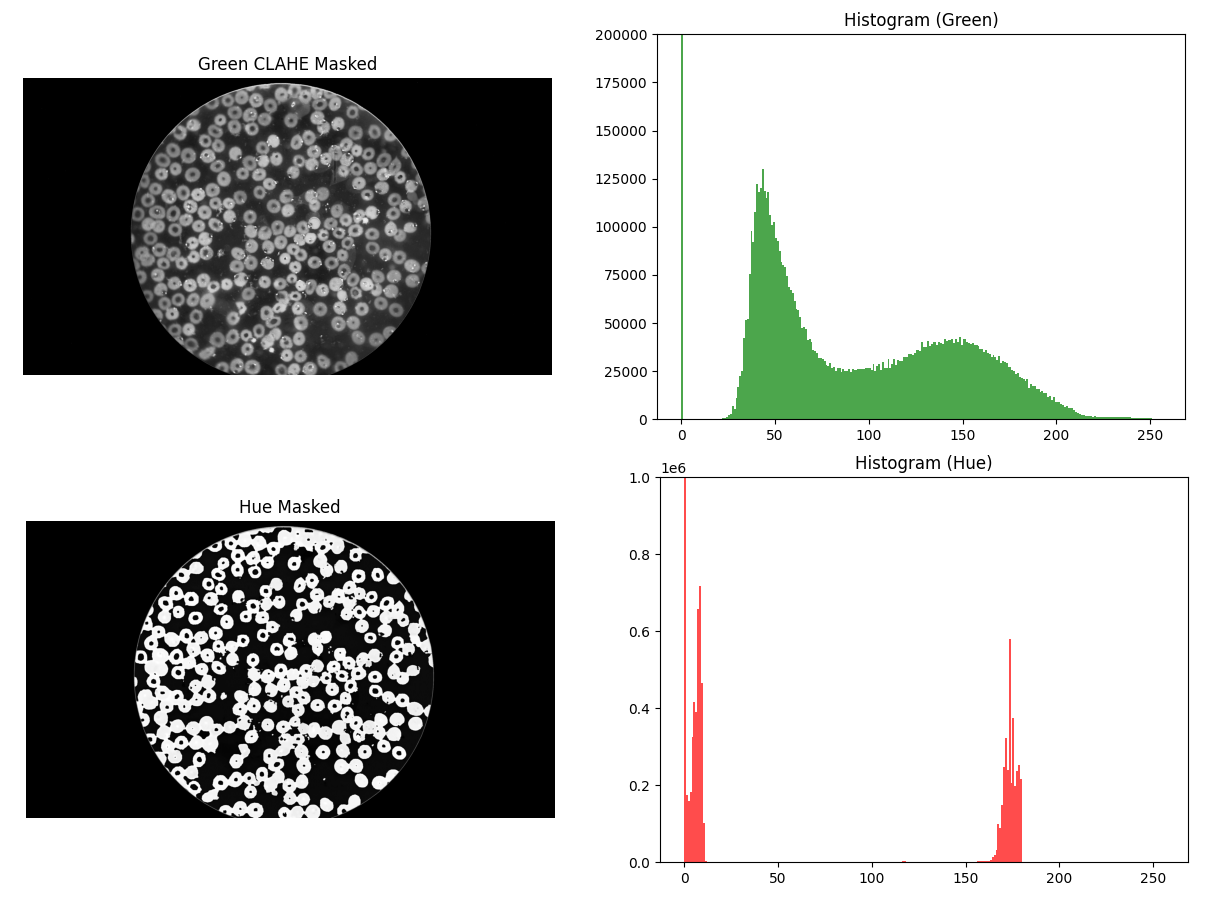 Green CLAHE Masked
Histogram (Green)
200000
175000
150000
125000
100000
75000
50000
25000
0
0 50 100 150 200 250
Hue Masked
Histogram (Hue)
1e6
1.0
0.8
0.6
0.4
0.2
0.0
0 50 100 150 200 250